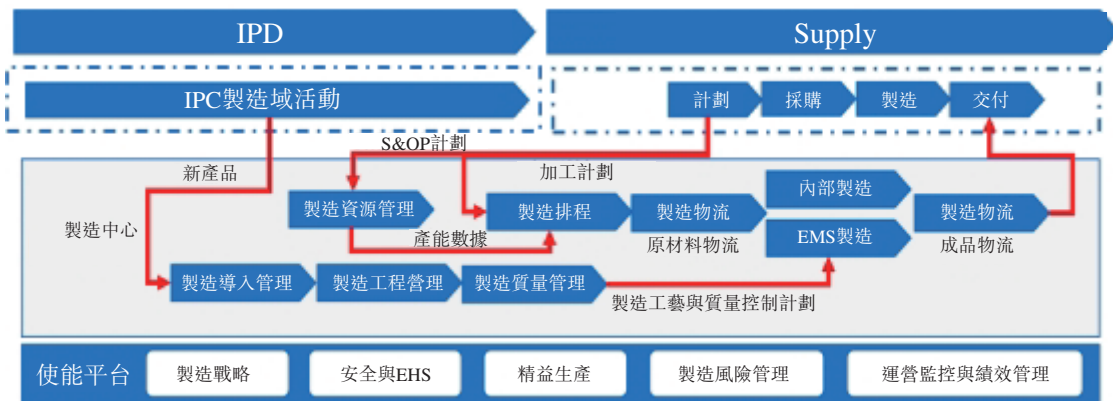 IPD
Supply
IPC製造域活動
計劃
採購
製造
交付
S&OP計劃
新產品
加工計劃
製造中心
製造資源管理
製造排程
製造物流
內部製造
製造物流
產能數據
原材料物流
EMS製造
成品物流
製造導入管理
製造工程營理
製造质量管理
製造工藝與質量控制計劃
使能平台
製造戰略
安全與EHS
精益生產
製造風險管理
運營監控與績效管理